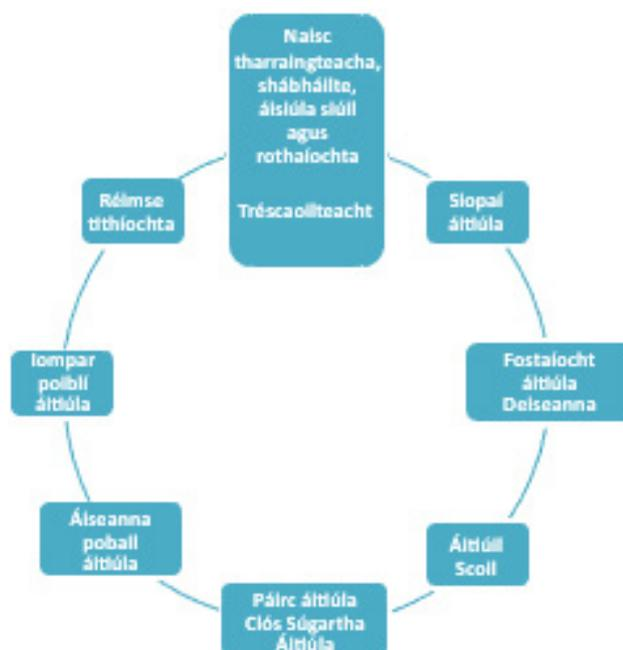 Naisc
tharraingteacha,
shábháilte,
áisiúla siúil
agus
rothaíochta
Tréscaoilteacht
Siopaí
áitiúla
Fostaíocht
áitiúla
Deiseanna
Áitiúil
Scoil
Páirc áitiúla
Clós Súgartha
Áitiúla
Áiseanna
pobail
áitiúla
Iompar
poiblí
áitiúla
Réimse
tithíochta